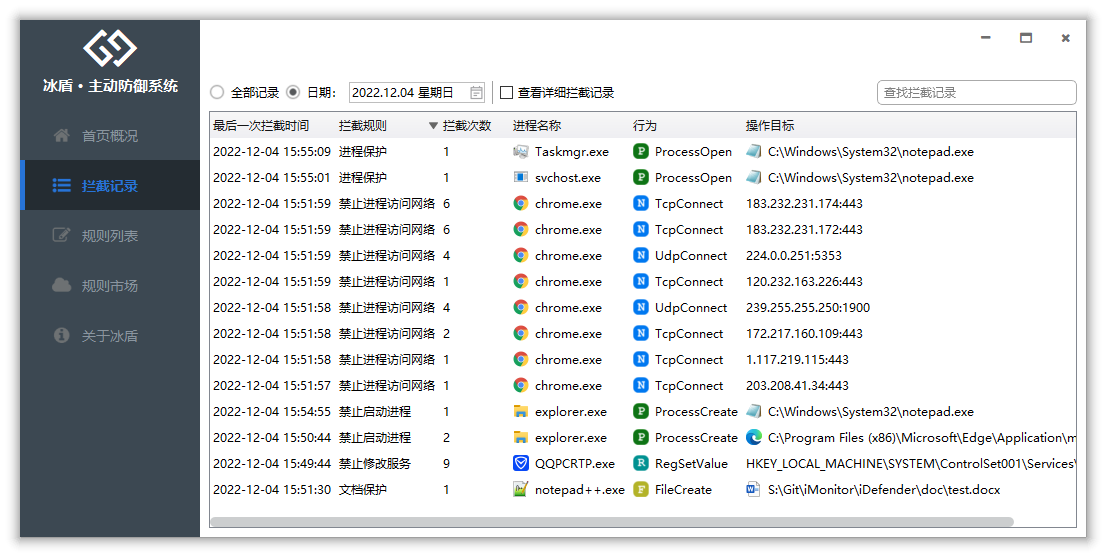 冰盾·主动防御系统
首页概况
拦截记录
规则列表
规则市场
关于冰盾
全部记录 日期： 2022.12.04 星期日 查看详细拦截记录 查找拦截记录
最后一次拦截时间 拦截规则 拦截次数 进程名称 行为 操作目标
2022-12-04 15:55:09 进程保护 1 Taskmgr.exe P ProcessOpen C:\Windows\System32\notepad.exe
2022-12-04 15:55:01 进程保护 1 svchost.exe P ProcessOpen C:\Windows\System32\notepad.exe
2022-12-04 15:51:59 禁止进程访问网络 6 chrome.exe N TcpConnect 183.232.231.174:443
2022-12-04 15:51:59 禁止进程访问网络 6 chrome.exe N TcpConnect 183.232.231.172:443
2022-12-04 15:51:59 禁止进程访问网络 4 chrome.exe N UdpConnect 224.0.0.251:5353
2022-12-04 15:51:59 禁止进程访问网络 1 chrome.exe N TcpConnect 120.232.163.226:443
2022-12-04 15:51:58 禁止进程访问网络 4 chrome.exe N UdpConnect 239.255.255.250:1900
2022-12-04 15:51:58 禁止进程访问网络 2 chrome.exe N TcpConnect 172.217.160.109:443
2022-12-04 15:51:58 禁止进程访问网络 1 chrome.exe N TcpConnect 1.117.219.115:443
2022-12-04 15:51:57 禁止进程访问网络 1 chrome.exe N TcpConnect 203.208.41.34:443
2022-12-04 15:54:55 禁止启动进程 1 explorer.exe P ProcessCreate C:\Windows\System32\notepad.exe
2022-12-04 15:50:44 禁止启动进程 2 explorer.exe P ProcessCreate C:\Program Files (x86)\Microsoft\Edge\Application\m
2022-12-04 15:49:44 禁止修改服务 9 QQPCRTP.exe R RegSetValue HKEY_LOCAL_MACHINE\SYSTEM\ControlSet001\Services\
2022-12-04 15:51:30 文档保护 1 notepad++.exe F FileCreate S:\Git\iMonitor\iDefender\doc\test.docx